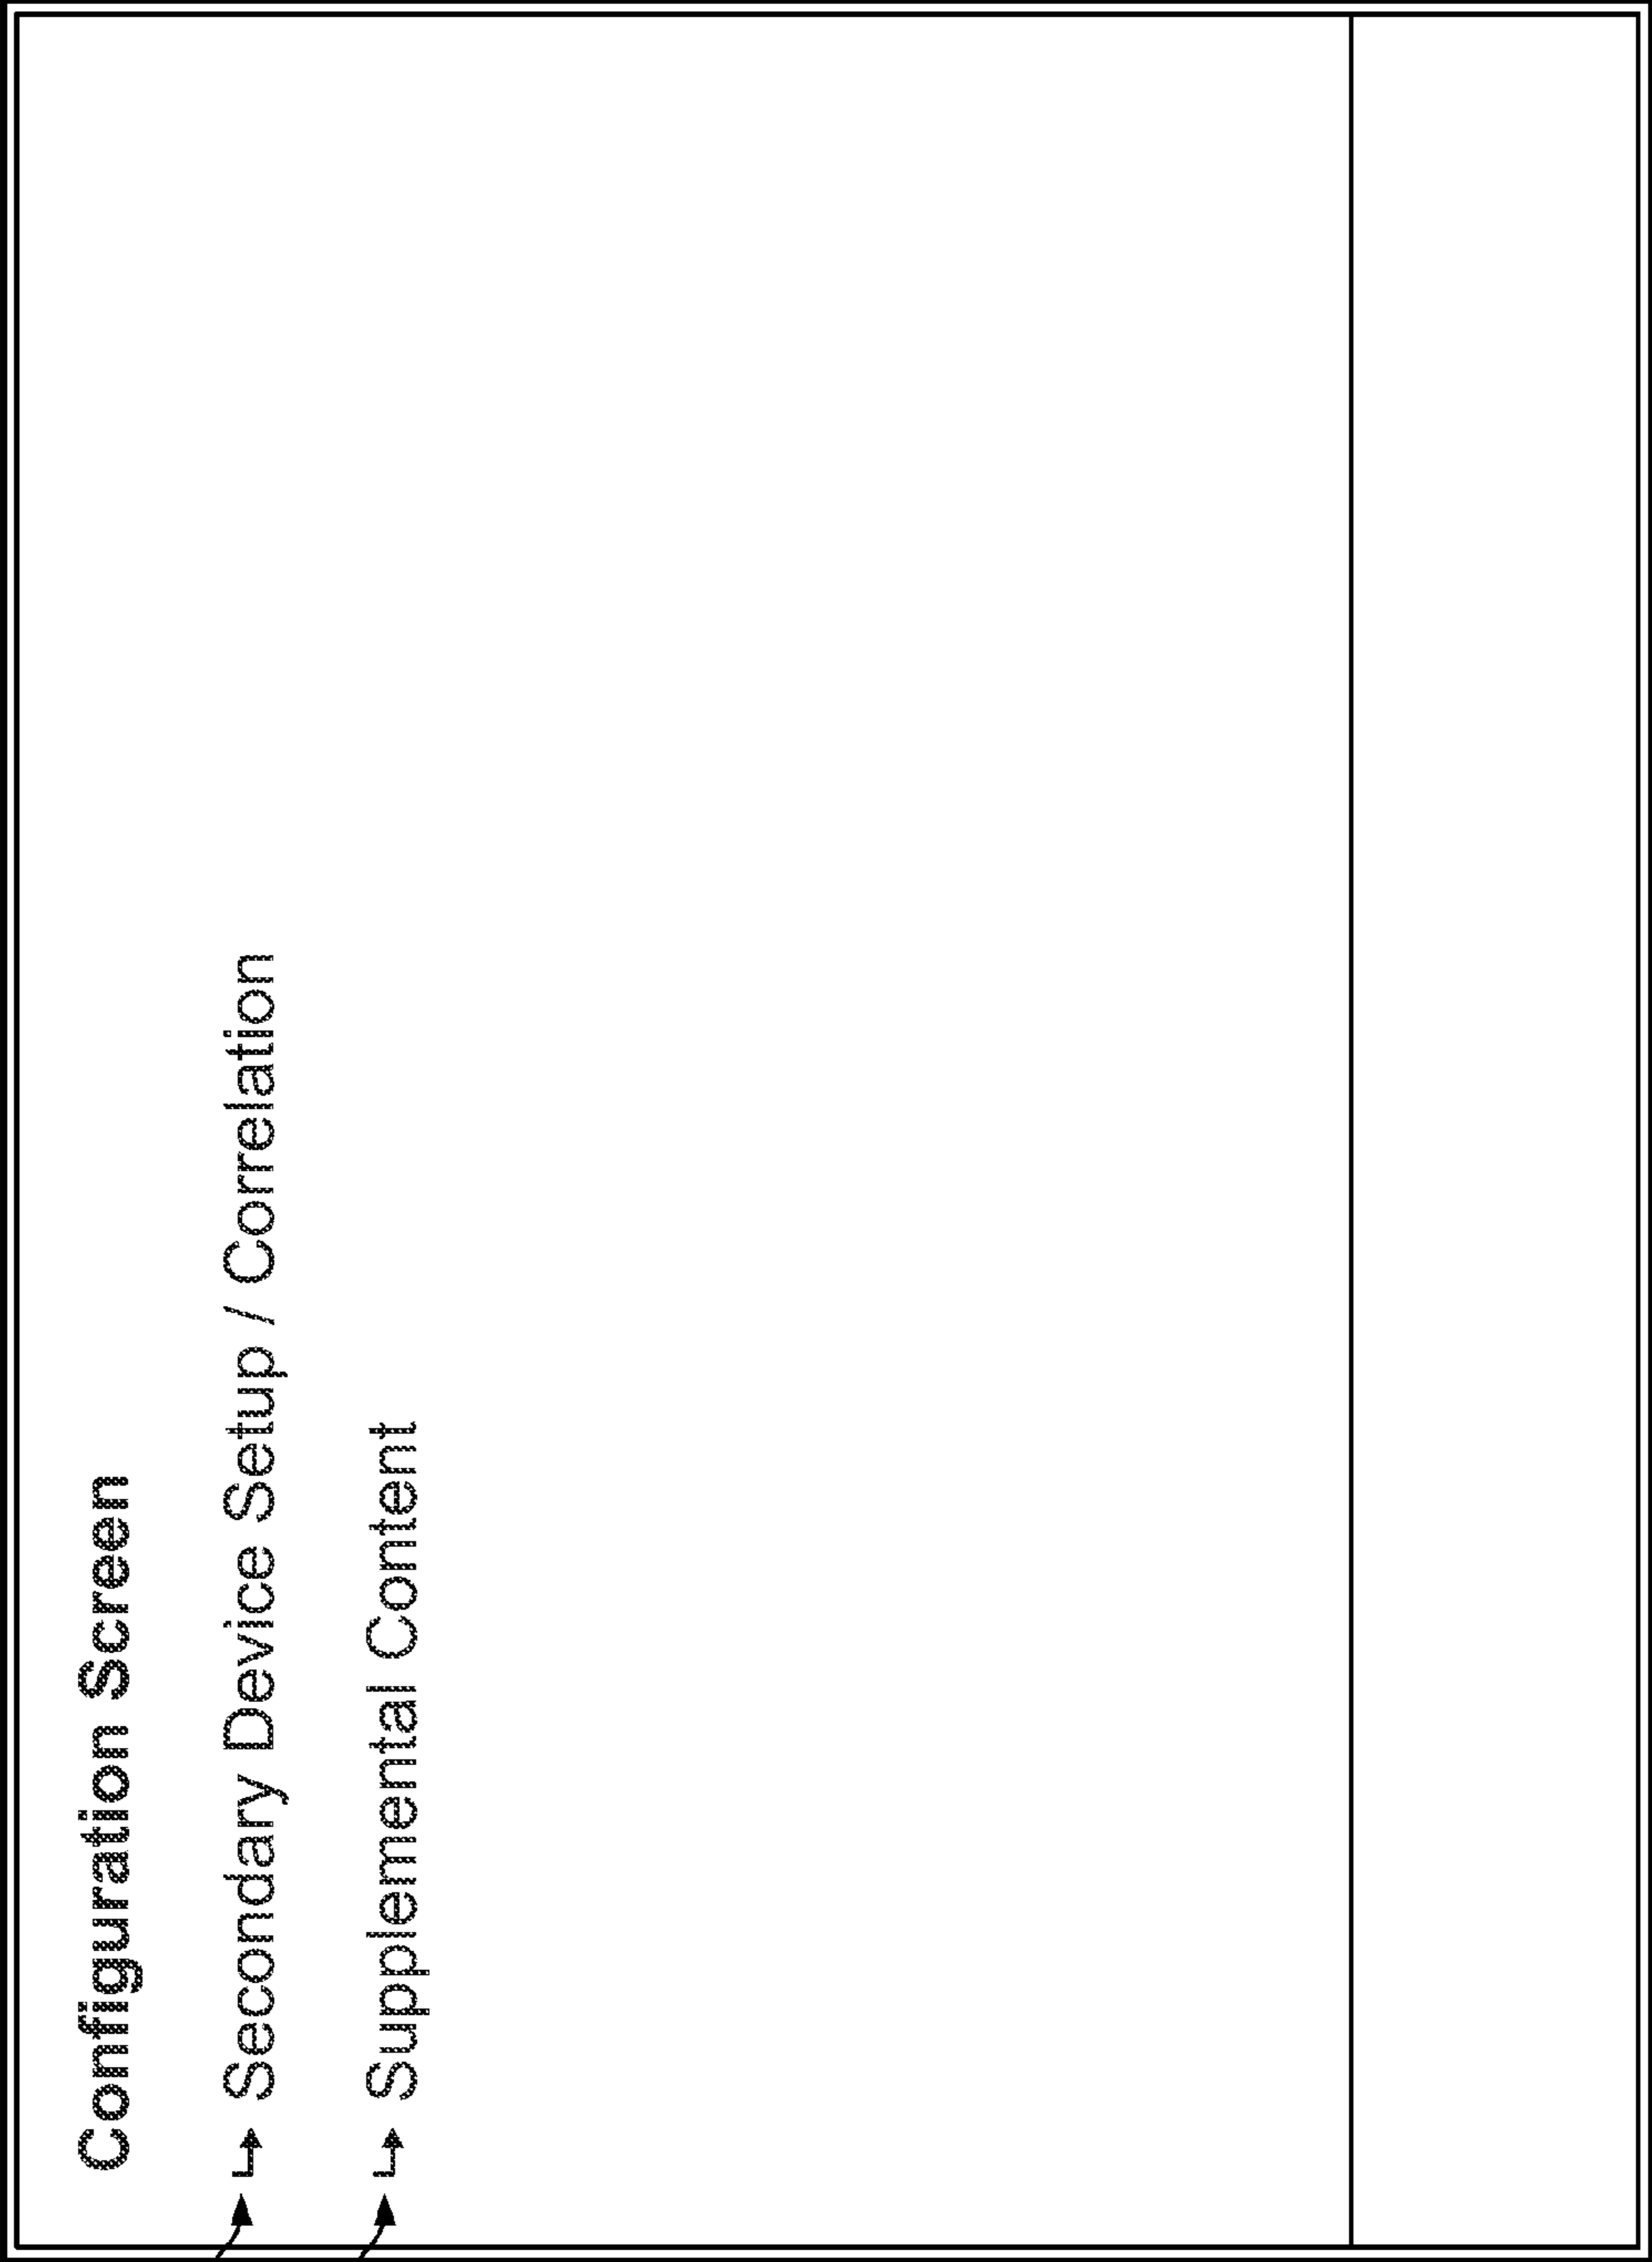 Configuration Screen
↳ Secondary Device Setup / Correlation
↳ Supplemental Content